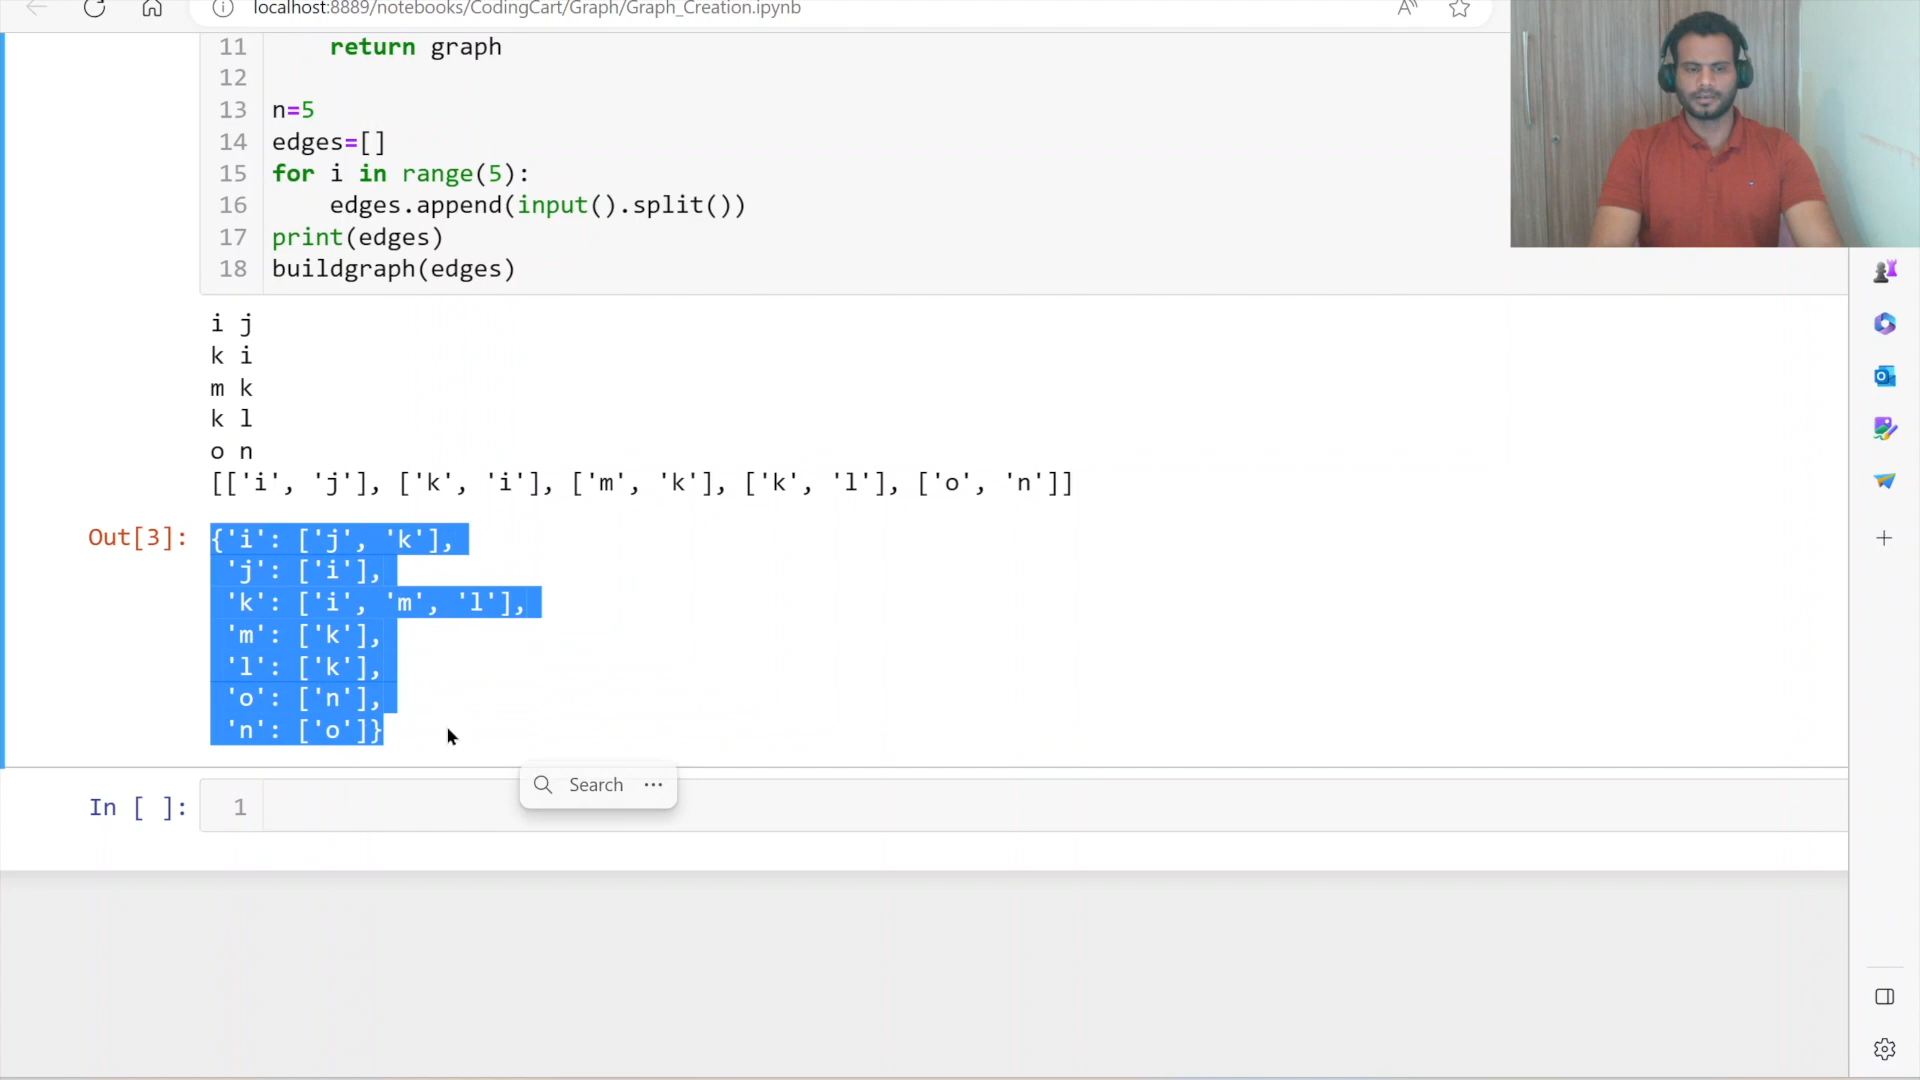 localhost:8889/notebooks/CodingCart/Graph/Graph_Creation.ipynb
11 return graph
12
13 n=5
14 edges=[]
15 for i in range(5):
16 edges.append(input().split())
17 print(edges)
18 buildgraph(edges)
i j
k i
m k
k l
o n
[['i', 'j'], ['k', 'i'], ['m', 'k'], ['k', 'l'], ['o', 'n']]
Out[3]: {'i': ['j', 'k'],
'j': ['i'],
'k': ['i', 'm', 'l'],
'm': ['k'],
'l': ['k'],
'o': ['n'],
'n': ['o']}
Search ...
In [ ]: 1